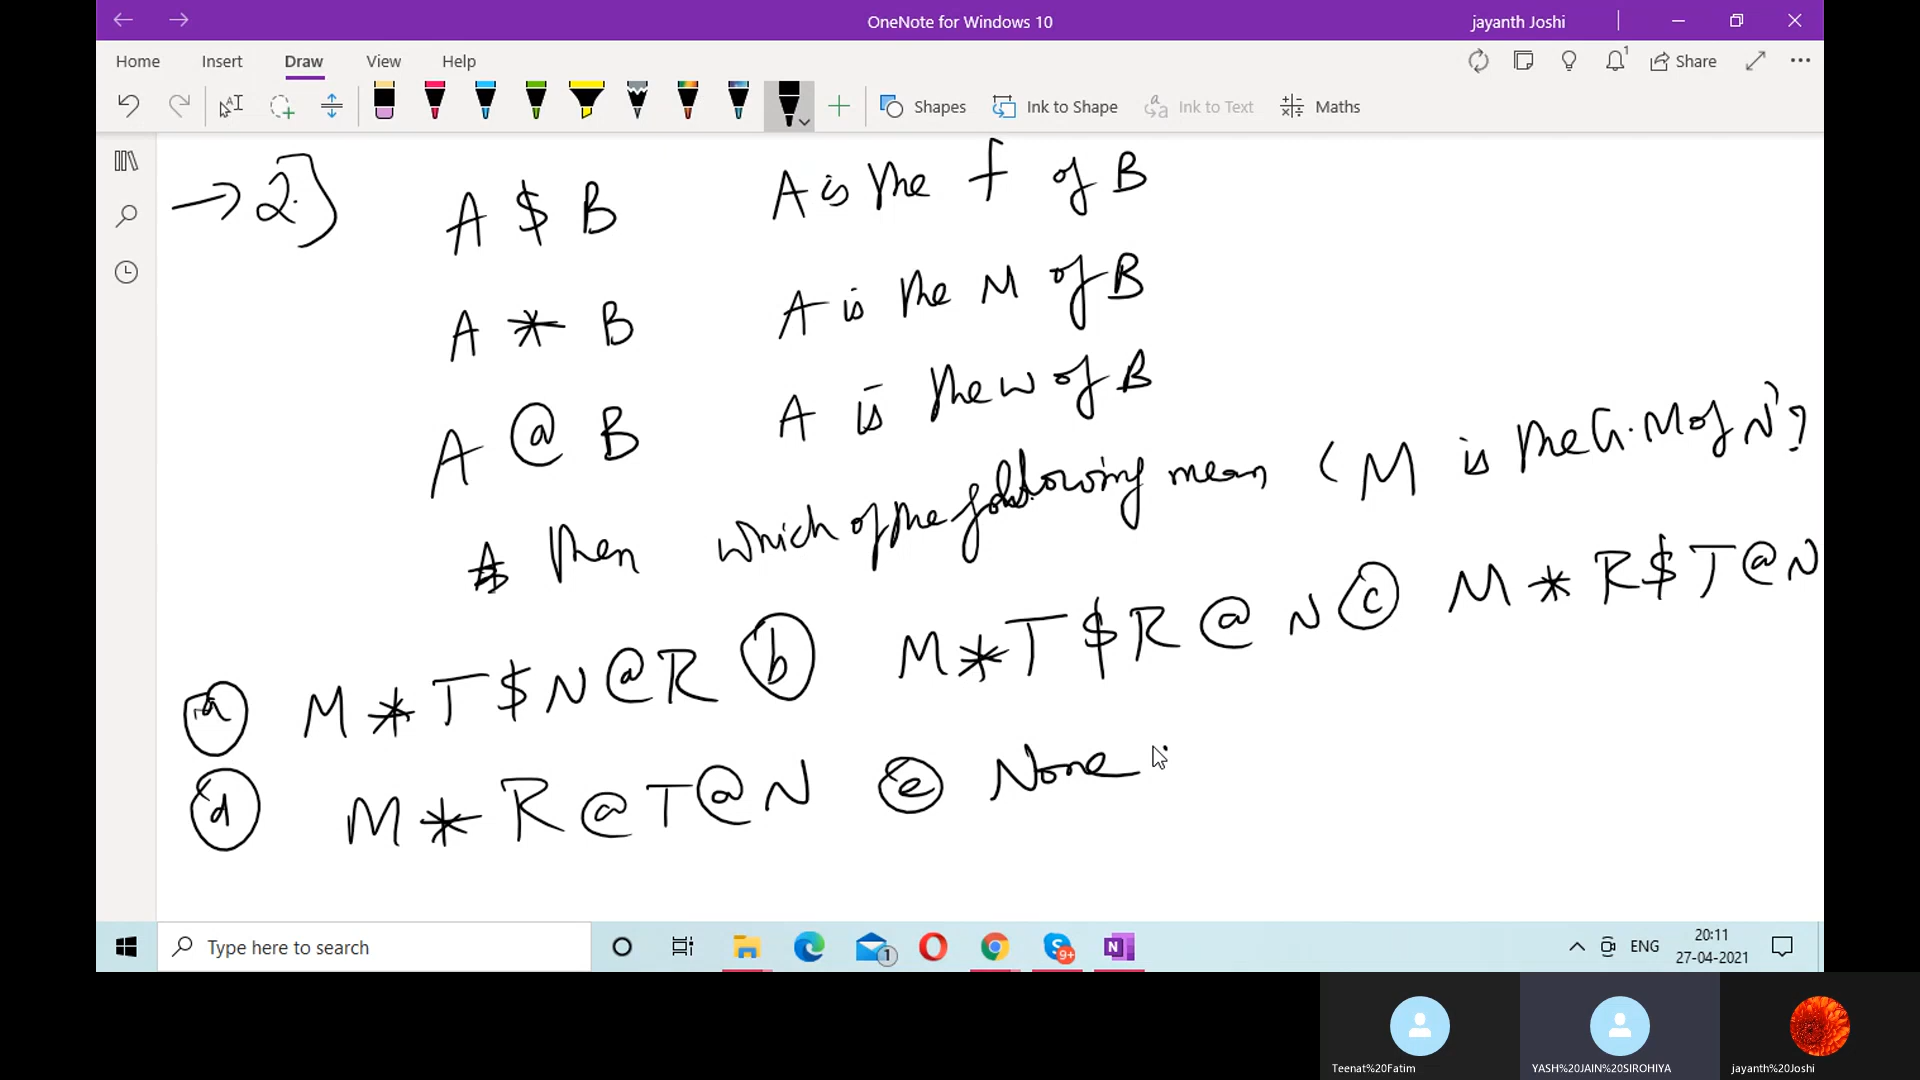 OneNote for Windows 10
jayanth Joshi
Home Insert Draw View Help
1
Share
Shapes Ink to Shape Ink to Text Maths
→ 2.)
A $ B A is the f of B
A * B A is the M of B
A @ B A is the w of B
then which of the following mean 'M is the G.M of N'?
(a) M * T $ N @ R (b) M * T $ R @ N (c) M * R $ T @ N
(d) M * R @ T @ N (e) None
Type here to search
1
9+
N
ENG
20:11
27-04-2021
Teenat%20Fatim
YASH%20JAIN%20SIROHIYA
jayanth%20Joshi